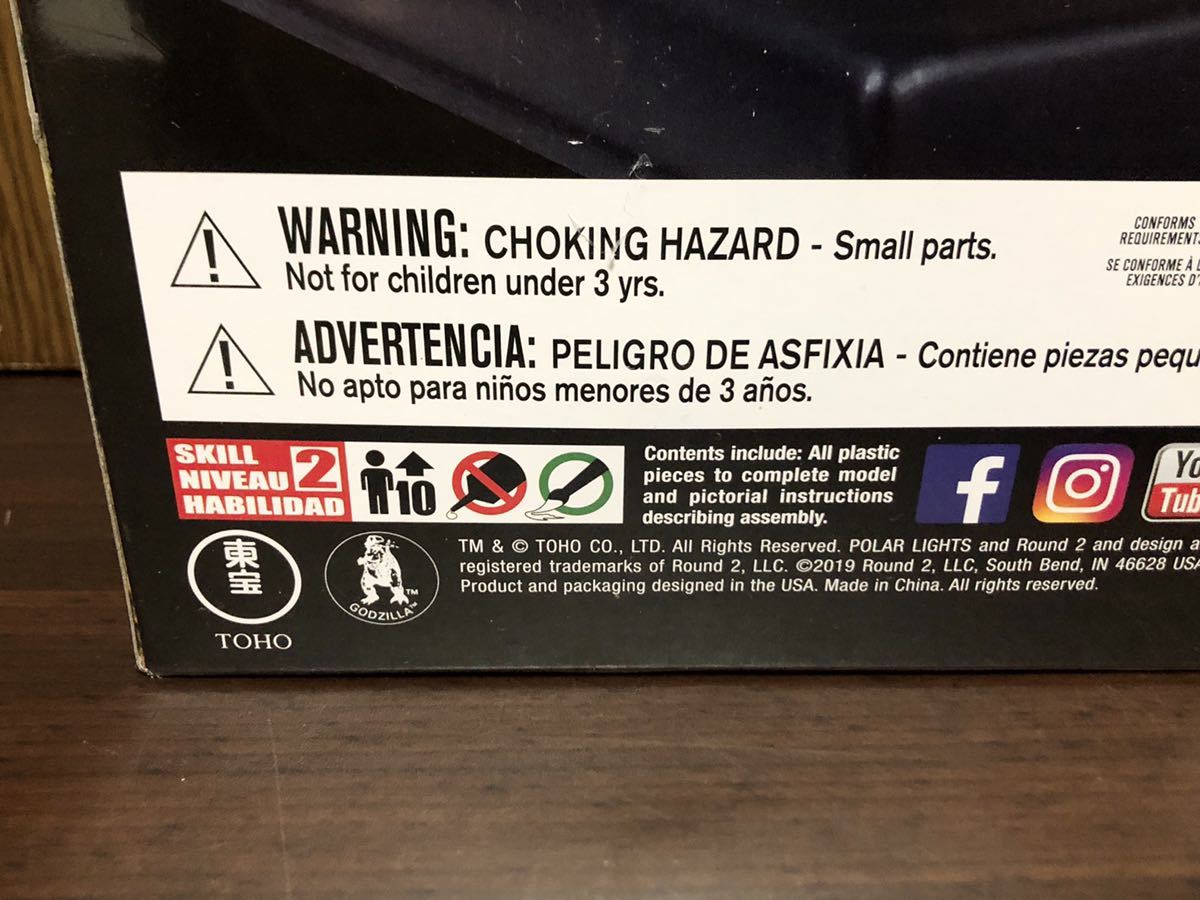 WARNING: CHOKING HAZARD - Small parts.
Not for children under 3 yrs.
ADVERTENCIA: PELIGRO DE ASFIXIA - Contiene piezas pequ
No apto para niños menores de 3 años.
CONFORMS
REQUIREMENT
SE CONFORME À L
EXIGENCES D'
SKILL
NIVEAU 2
HABILIDAD
10
Contents include: All plastic
pieces to complete model
and pictorial instructions
describing assembly.
f
Yo
Tub
東
宝
TOHO
GODZILLA™
TM & © TOHO CO., LTD. All Rights Reserved. POLAR LIGHTS and Round 2 and design a
registered trademarks of Round 2, LLC. ©2019 Round 2, LLC, South Bend, IN 46628 USA
Product and packaging designed in the USA. Made in China. All rights reserved.